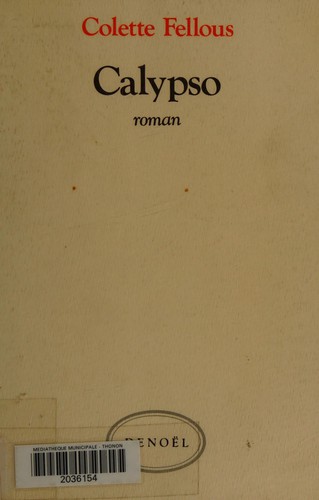 Colette Fellous
Calypso
roman
DENOËL
MEDIATHEQUE MUNICIPALE - THONON
2036154